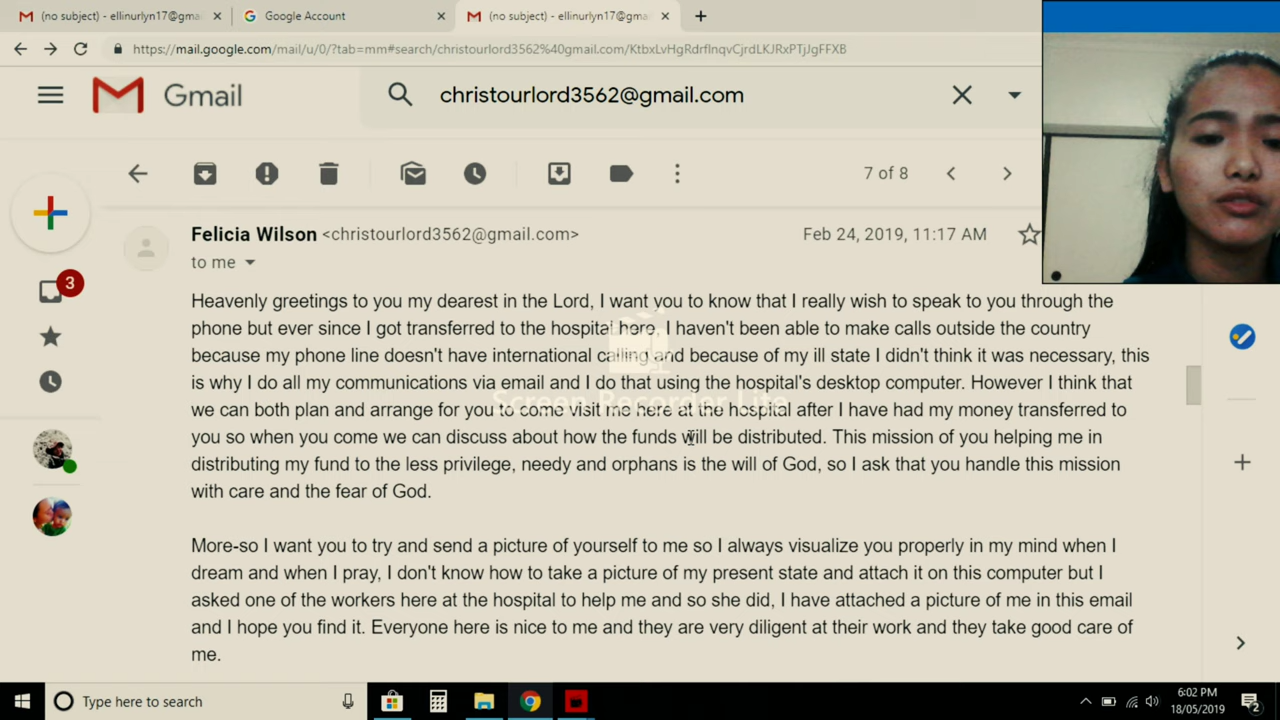 (no subject) - ellinurlyn17@gma
Google Account
(no subject) - ellinurlyn17@gma
https://mail.google.com/mail/u/0/?tab=mm#search/christourlord3562%40gmail.com/KtbxLvHgRdrflnqvCjrdLKJRxPTjJgFFXB
Gmail
christourlord3562@gmail.com
7 of 8
3
Felicia Wilson <christourlord3562@gmail.com>
Feb 24, 2019, 11:17 AM
to me
Heavenly greetings to you my dearest in the Lord, I want you to know that I really wish to speak to you through the
phone but ever since I got transferred to the hospital here, I haven't been able to make calls outside the country
because my phone line doesn't have international calling and because of my ill state I didn't think it was necessary, this
is why I do all my communications via email and I do that using the hospital's desktop computer. However I think that
we can both plan and arrange for you to come visit me here at the hospital after I have had my money transferred to
you so when you come we can discuss about how the funds will be distributed. This mission of you helping me in
distributing my fund to the less privilege, needy and orphans is the will of God, so I ask that you handle this mission
with care and the fear of God.
More-so I want you to try and send a picture of yourself to me so I always visualize you properly in my mind when I
dream and when I pray, I don't know how to take a picture of my present state and attach it on this computer but I
asked one of the workers here at the hospital to help me and so she did, I have attached a picture of me in this email
and I hope you find it. Everyone here is nice to me and they are very diligent at their work and they take good care of
me.
Screen Recorder Lite
Type here to search
6:02 PM
18/05/2019
2